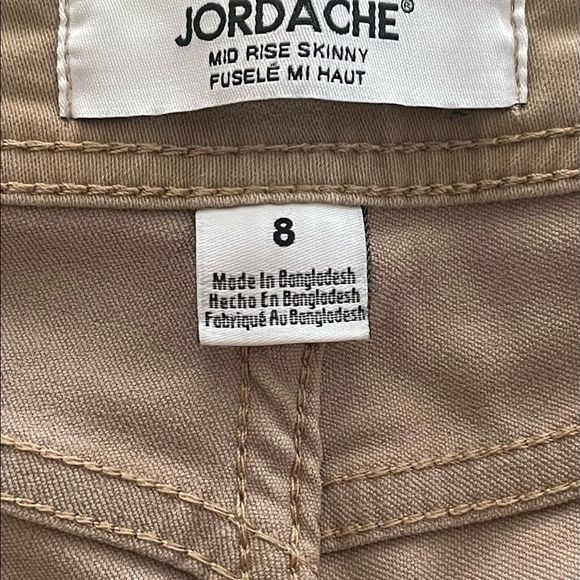 JORDACHE®
MID RISE SKINNY
FUSELÉ MI HAUT
8
Made In Bangladesh
Hecho En Bangladesh
Fabriqué Au Bangladesh